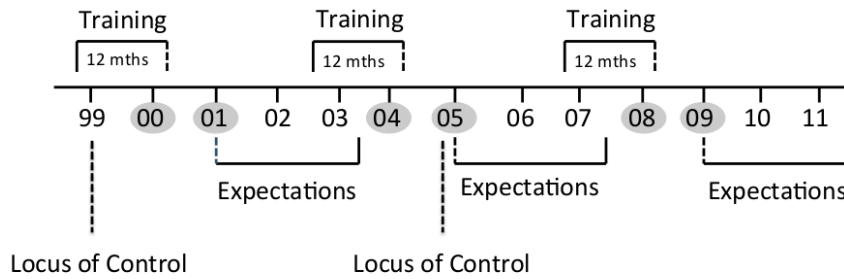 Training Training Training
12 mths 12 mths 12 mths
99 00 01 02 03 04 05 06 07 08 09 10 11
Expectations Expectations Expectations
Locus of Control Locus of Control